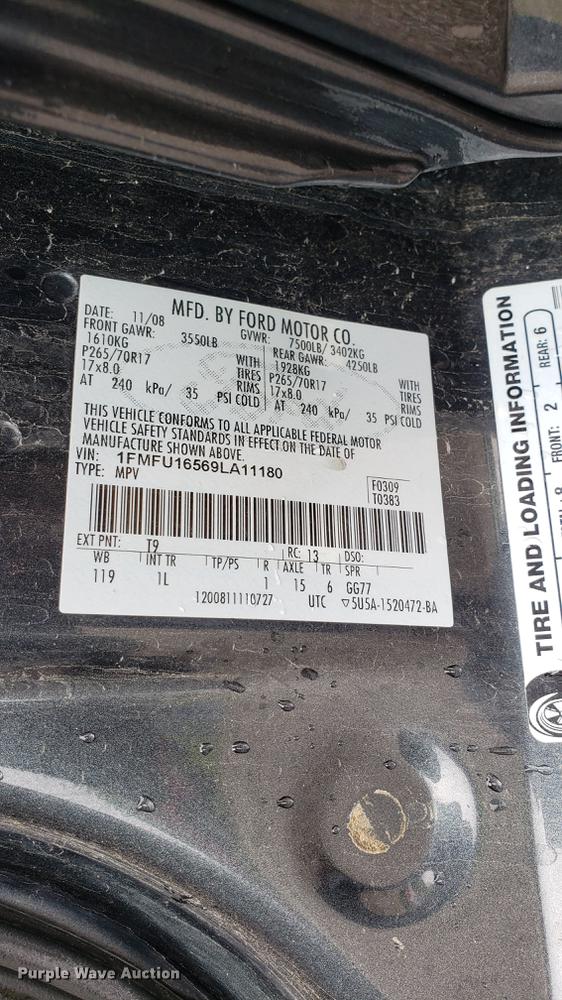 MFD. BY FORD MOTOR CO.
DATE: 11/08 GVWR: 7500LB/ 3402KG
FRONT GAWR: 3550LB REAR GAWR: 4250LB
1610KG WITH 1928KG WITH
P265/70R17 TIRES P265/70R17 TIRES
17x8.0 RIMS 17x8.0 RIMS
AT 240 kPa/ 35 PSI COLD AT 240 kPa/ 35 PSI COLD
THIS VEHICLE CONFORMS TO ALL APPLICABLE FEDERAL MOTOR
VEHICLE SAFETY STANDARDS IN EFFECT ON THE DATE OF
MANUFACTURE SHOWN ABOVE.
VIN: 1FMFU16569LA11180
TYPE: MPV
F0309
T0383
EXT PNT: T9 RC: 13 DSO:
WB INT TR TP/PS R AXLE TR SPR
119 1L 1 15 6 GG77
1200811110727 UTC ▽5U5A-1520472-BA
TIRE AND LOADING INFORMATION
FRONT: 2 REAR: 6
Purple Wave Auction